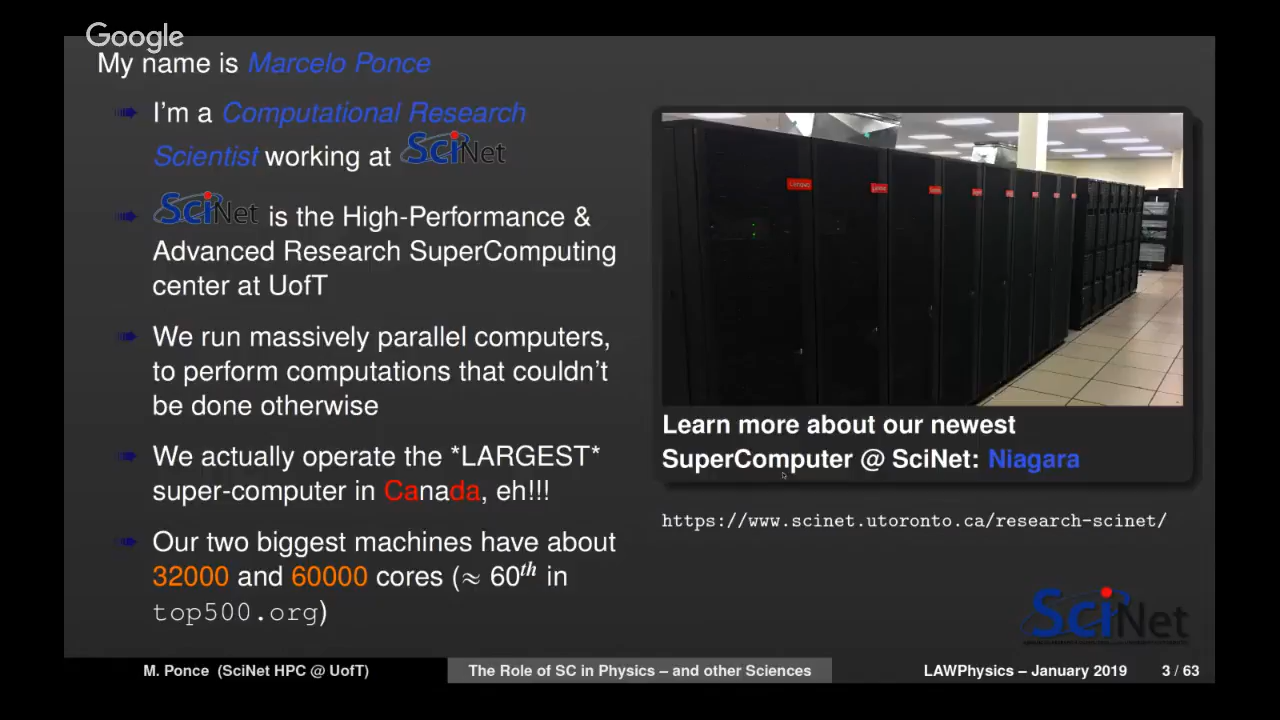 Google
My name is Marcelo Ponce
I'm a Computational Research
Scientist working at SciNet
SciNet is the High-Performance &
Advanced Research SuperComputing
center at UofT
We run massively parallel computers,
to perform computations that couldn't
be done otherwise
We actually operate the *LARGEST*
super-computer in Canada, eh!!!
Our two biggest machines have about
32000 and 60000 cores (≈ 60th in
top500.org)
Learn more about our newest
SuperComputer @ SciNet: Niagara
https://www.scinet.utoronto.ca/research-scinet/
SciNet
M. Ponce (SciNet HPC @ UofT)
The Role of SC in Physics – and other Sciences
LAWPhysics – January 2019
3 / 63